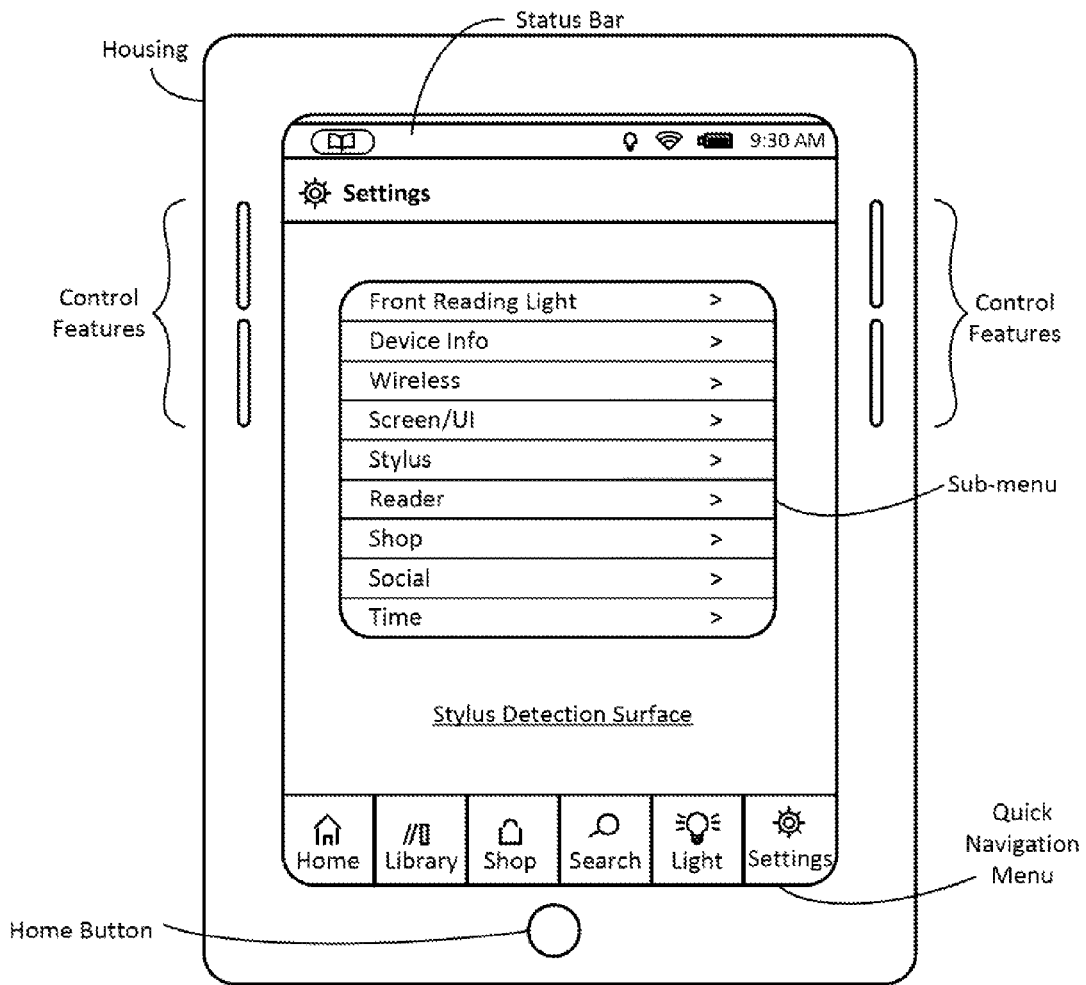 Status Bar
Housing
9:30 AM
Settings
Control
Features
Control
Features
Front Reading Light >
Device Info >
Wireless >
Screen/UI >
Stylus >
Reader >
Shop >
Social >
Time >
Sub-menu
Stylus Detection Surface
Home
Library
Shop
Search
Light
Settings
Quick
Navigation
Menu
Home Button